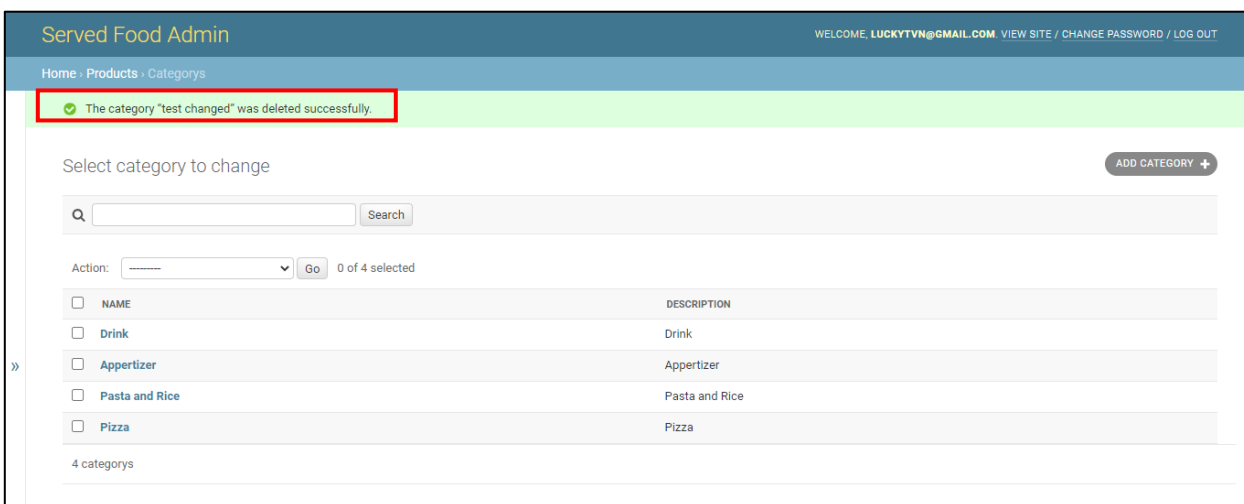 Served Food Admin
WELCOME, LUCKYTVN@GMAIL.COM. VIEW SITE / CHANGE PASSWORD / LOG OUT
Home › Products › Categorys
The category “test changed” was deleted successfully.
Select category to change
ADD CATEGORY +
Search
Action: --------- Go 0 of 4 selected
NAME DESCRIPTION
Drink Drink
Appertizer Appertizer
Pasta and Rice Pasta and Rice
»
Pizza Pizza
4 categorys